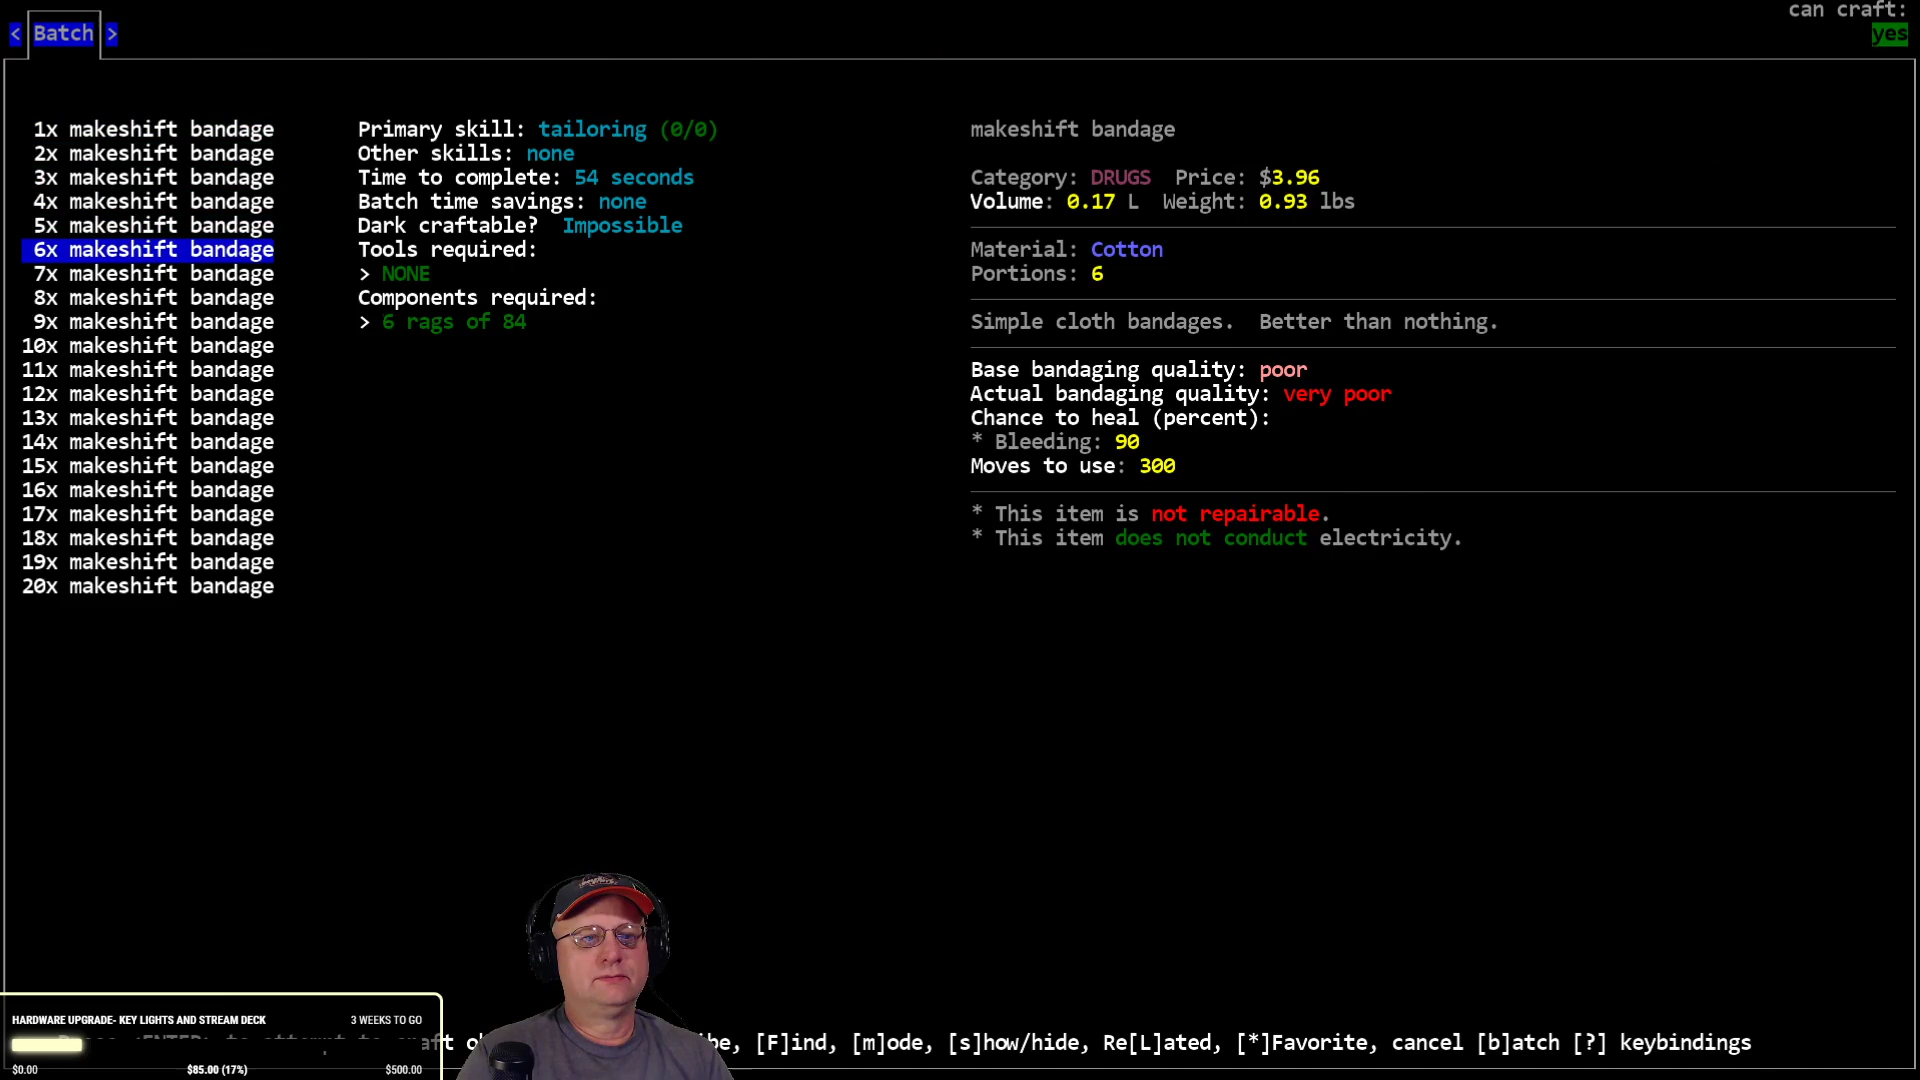 can craft:
< Batch >
yes
1x makeshift bandage
2x makeshift bandage
3x makeshift bandage
4x makeshift bandage
5x makeshift bandage
6x makeshift bandage
7x makeshift bandage
8x makeshift bandage
9x makeshift bandage
10x makeshift bandage
11x makeshift bandage
12x makeshift bandage
13x makeshift bandage
14x makeshift bandage
15x makeshift bandage
16x makeshift bandage
17x makeshift bandage
18x makeshift bandage
19x makeshift bandage
20x makeshift bandage
Primary skill: tailoring (0/0)
Other skills: none
Time to complete: 54 seconds
Batch time savings: none
Dark craftable? Impossible
Tools required:
> NONE
Components required:
> 6 rags of 84
makeshift bandage
Category: DRUGS Price: $3.96
Volume: 0.17 L Weight: 0.93 lbs
Material: Cotton
Portions: 6
Simple cloth bandages. Better than nothing.
Base bandaging quality: poor
Actual bandaging quality: very poor
Chance to heal (percent):
* Bleeding: 90
Moves to use: 300
* This item is not repairable.
* This item does not conduct electricity.
HARDWARE UPGRADE- KEY LIGHTS AND STREAM DECK 3 WEEKS TO GO
[F]ind, [m]ode, [s]how/hide, Re[L]ated, [*]Favorite, cancel [b]atch [?] keybindings
$0.00 $85.00 (17%) $500.00